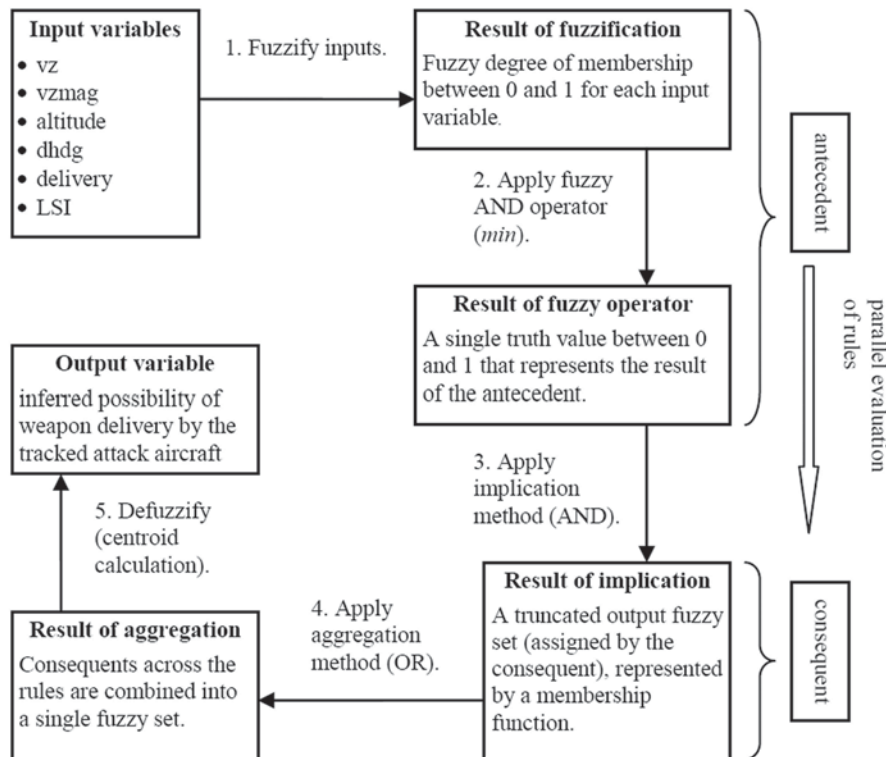 Input variables
• vz
• vzmag
• altitude
• dhdg
• delivery
• LSI
1. Fuzzify inputs.
Result of fuzzification
Fuzzy degree of membership
between 0 and 1 for each input
variable.
2. Apply fuzzy
AND operator
(min).
Result of fuzzy operator
A single truth value between 0
and 1 that represents the result
of the antecedent.
antecedent
parallel evaluation
of rules
3. Apply
implication
method (AND).
Result of implication
A truncated output fuzzy
set (assigned by the
consequent), represented
by a membership
function.
consequent
4. Apply
aggregation
method (OR).
Result of aggregation
Consequents across the
rules are combined into
a single fuzzy set.
5. Defuzzify
(centroid
calculation).
Output variable
inferred possibility of
weapon delivery by the
tracked attack aircraft